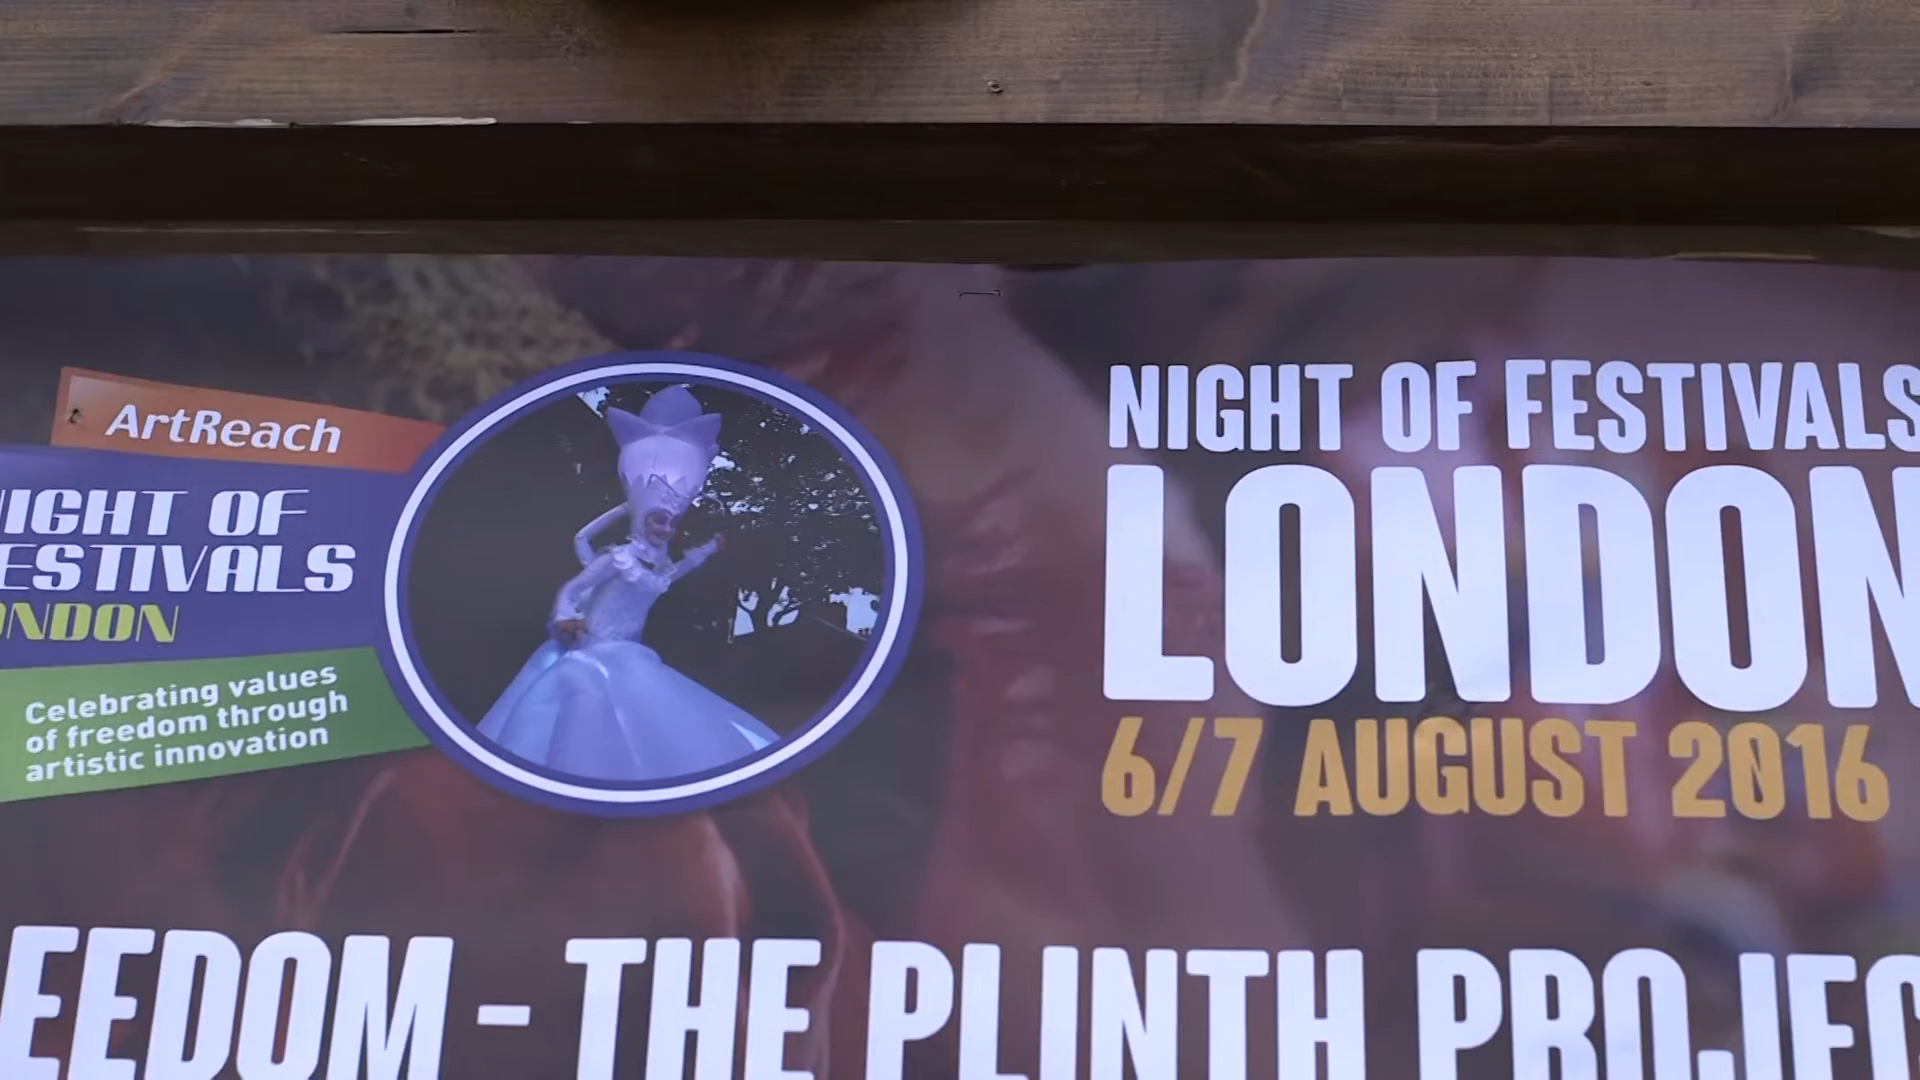 ArtReach
IGHT OF
ESTIVALS
ONDON
Celebrating values
of freedom through
artistic innovation
NIGHT OF FESTIVALS
LONDON
6/7 AUGUST 2016
EEDOM - THE PLINTH PROJEC